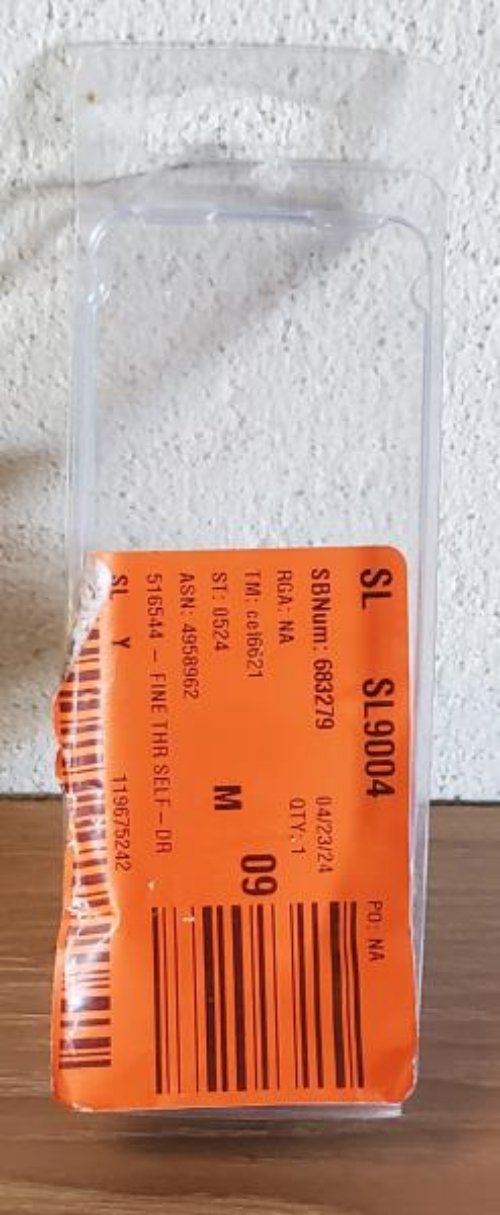 SL SL9004 PO: NA
SBNum: 683279 04/23/24
RGA: NA QTY: 1
TM: ce16621 09
ST: 0524 M
ASN: 4958962
516544 – FINE THR SELF–DR
SL Y 119675242